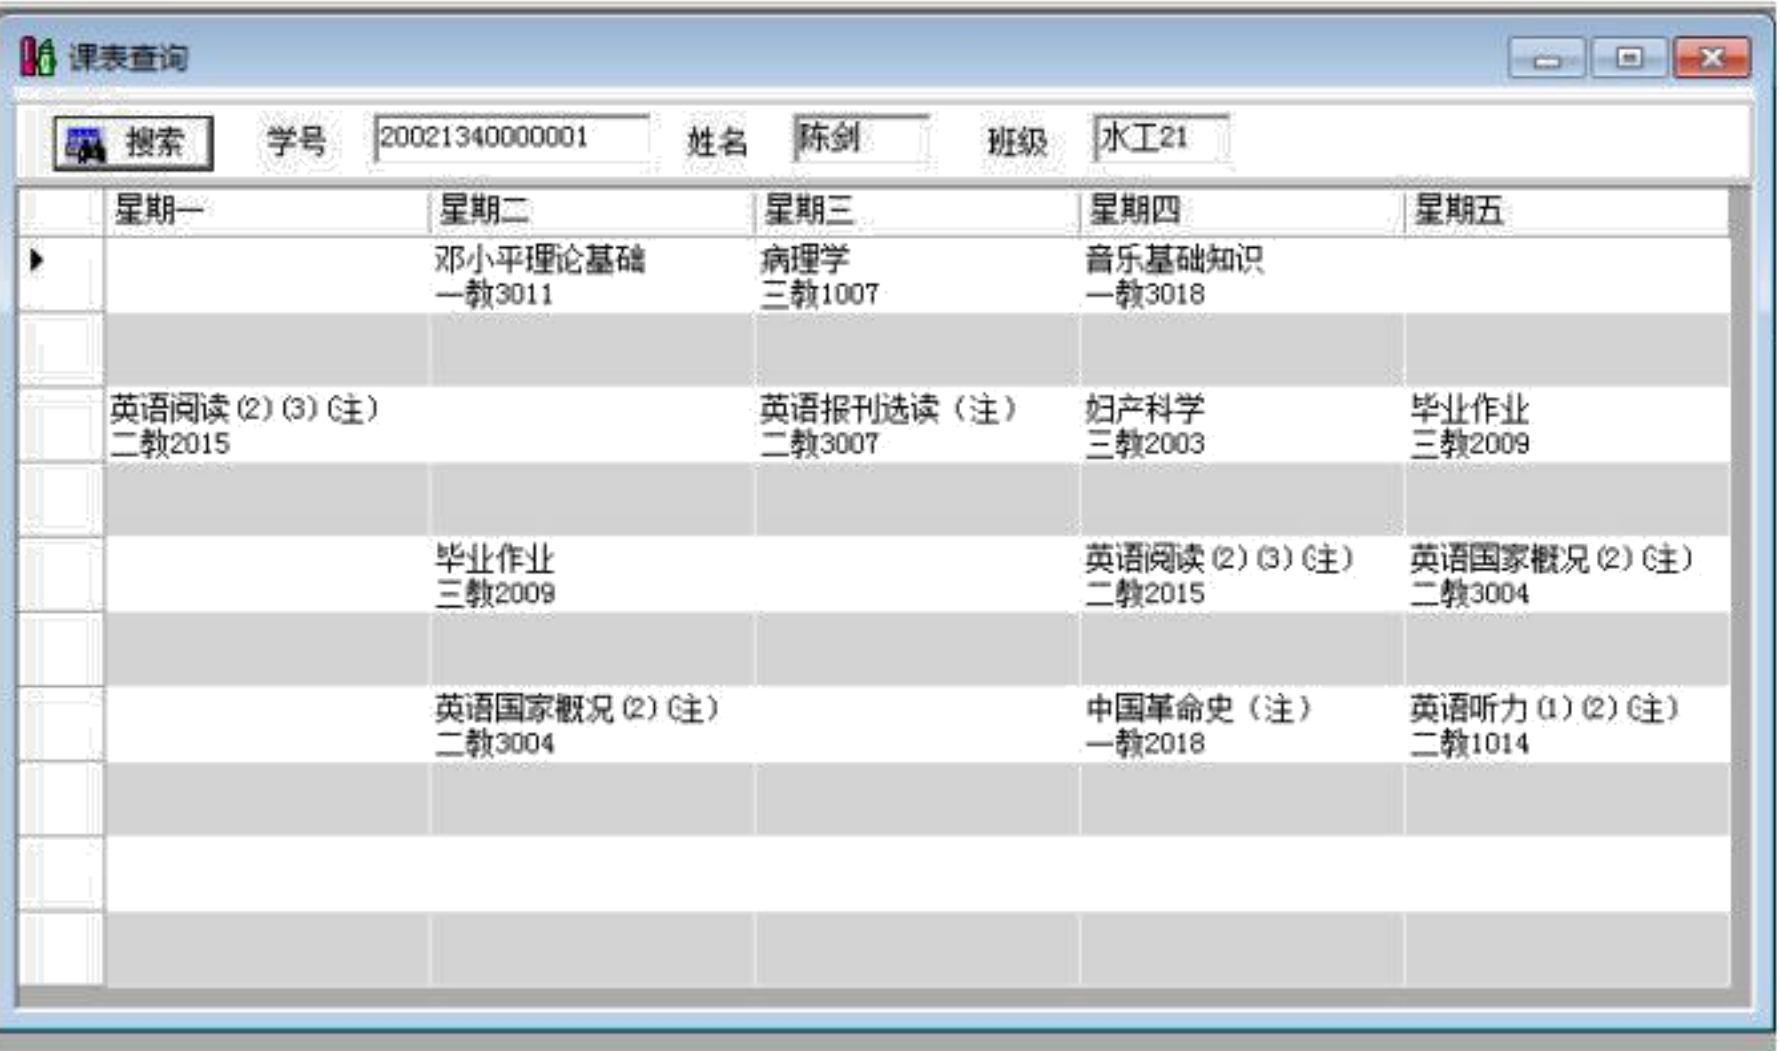 课表查询
搜索 学号 20021340000001 姓名 陈剑 班级 水工21
星期一 星期二 星期三 星期四 星期五
邓小平理论基础 病理学 音乐基础知识
一教3011 三教1007 一教3018
英语阅读(2)(3)(注) 英语报刊选读（注） 妇产科学 毕业作业
二教2015 二教3007 三教2003 三教2009
毕业作业 英语阅读(2)(3)(注) 英语国家概况(2)(注)
三教2009 二教2015 二教3004
英语国家概况(2)(注) 中国革命史（注） 英语听力(1)(2)(注)
二教3004 一教2018 二教1014